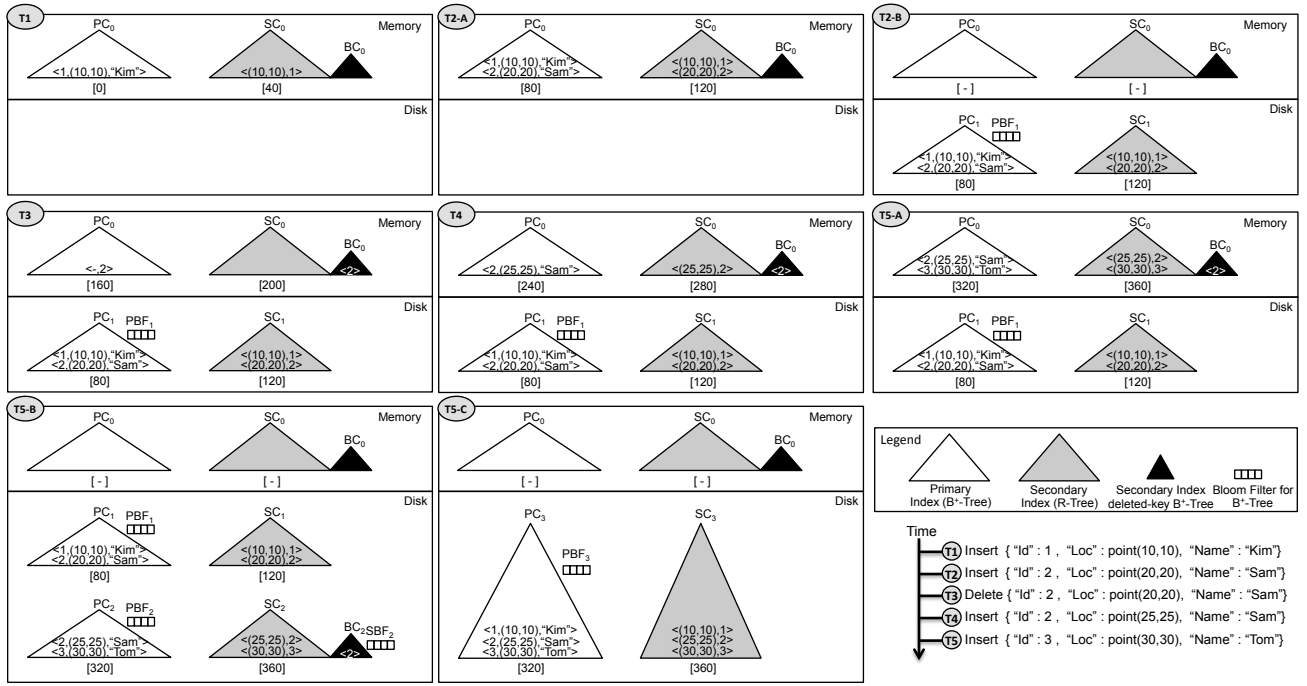 T1
PC0
SC0
Memory
BC0
<1,(10,10),“Kim”>
<(10,10),1>
[0]
[40]
Disk
T2-A
PC0
SC0
Memory
BC0
<1,(10,10),“Kim”>
<2,(20,20),“Sam”>
<(10,10),1>
<(20,20),2>
[80]
[120]
Disk
T2-B
PC0
SC0
Memory
BC0
[ - ]
[ - ]
Disk
PC1
PBF1
SC1
<1,(10,10),“Kim”>
<2,(20,20),“Sam”>
<(10,10),1>
<(20,20),2>
[80]
[120]
T3
PC0
SC0
Memory
BC0
<-,2>
<2>
[160]
[200]
Disk
PC1
PBF1
SC1
<1,(10,10),“Kim”>
<2,(20,20),“Sam”>
<(10,10),1>
<(20,20),2>
[80]
[120]
T4
PC0
SC0
Memory
BC0
<2,(25,25),“Sam”>
<(25,25),2>
<2>
[240]
[280]
Disk
PC1
PBF1
SC1
<1,(10,10),“Kim”>
<2,(20,20),“Sam”>
<(10,10),1>
<(20,20),2>
[80]
[120]
T5-A
PC0
SC0
Memory
BC0
<2,(25,25),“Sam”>
<3,(30,30),“Tom”>
<(25,25),2>
<(30,30),3>
<2>
[320]
[360]
Disk
PC1
PBF1
SC1
<1,(10,10),“Kim”>
<2,(20,20),“Sam”>
<(10,10),1>
<(20,20),2>
[80]
[120]
T5-B
PC0
SC0
Memory
BC0
[ - ]
[ - ]
Disk
PC1
PBF1
SC1
<1,(10,10),“Kim”>
<2,(20,20),“Sam”>
<(10,10),1>
<(20,20),2>
[80]
[120]
PC2
PBF2
SC2
BC2
SBF2
<2,(25,25),“Sam”>
<3,(30,30),“Tom”>
<(25,25),2>
<(30,30),3>
<2>
[320]
[360]
T5-C
PC0
SC0
Memory
BC0
[ - ]
[ - ]
Disk
PC3
PBF3
SC3
<1,(10,10),“Kim”>
<2,(25,25),“Sam”>
<3,(30,30),“Tom”>
<(10,10),1>
<(25,25),2>
<(30,30),3>
[320]
[360]
Legend
Primary
Index (B+-Tree)
Secondary
Index (R-Tree)
Secondary Index
deleted-key B+-Tree
Bloom Filter for
B+-Tree
Time
T1 Insert { “Id” : 1 , “Loc” : point(10,10), “Name” : “Kim”}
T2 Insert { “Id” : 2, “Loc” : point(20,20), “Name” : “Sam”}
T3 Delete { “Id” : 2, “Loc” : point(20,20), “Name” : “Sam”}
T4 Insert { “Id” : 2, “Loc” : point(25,25), “Name” : “Sam”}
T5 Insert { “Id” : 3, “Loc” : point(30,30), “Name” : “Tom”}